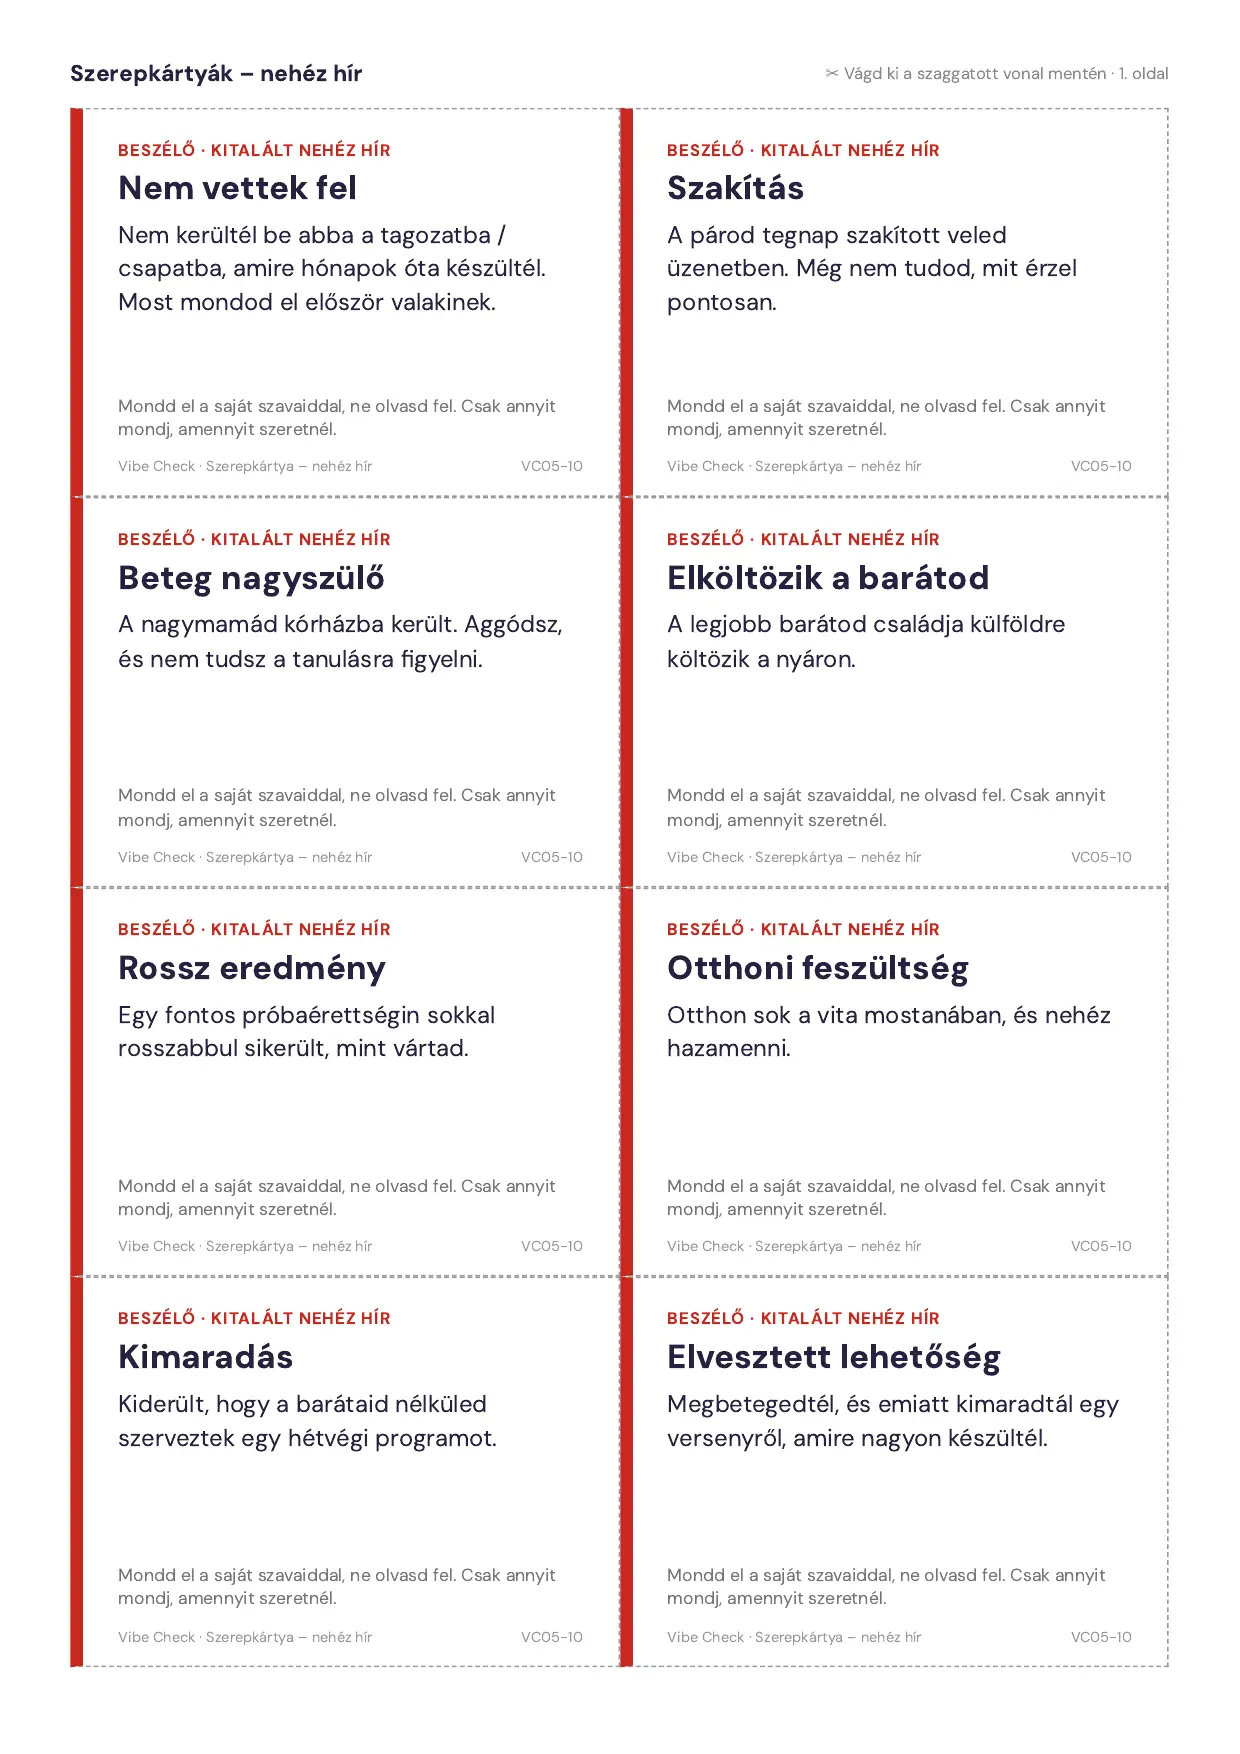 Szerepkártyák – nehéz hír
✂ Vágd ki a szaggatott vonal mentén · 1. oldal
BESZÉLŐ · KITALÁLT NEHÉZ HÍR
Nem vettek fel
Nem kerültél be abba a tagozatba /
csapatba, amire hónapok óta készültél.
Most mondod el először valakinek.
Mondd el a saját szavaiddal, ne olvasd fel. Csak annyit
mondj, amennyit szeretnél.
Vibe Check · Szerepkártya – nehéz hír VC05-10
BESZÉLŐ · KITALÁLT NEHÉZ HÍR
Szakítás
A párod tegnap szakított veled
üzenetben. Még nem tudod, mit érzel
pontosan.
Mondd el a saját szavaiddal, ne olvasd fel. Csak annyit
mondj, amennyit szeretnél.
Vibe Check · Szerepkártya – nehéz hír VC05-10
BESZÉLŐ · KITALÁLT NEHÉZ HÍR
Beteg nagyszülő
A nagymamád kórházba került. Aggódsz,
és nem tudsz a tanulásra figyelni.
Mondd el a saját szavaiddal, ne olvasd fel. Csak annyit
mondj, amennyit szeretnél.
Vibe Check · Szerepkártya – nehéz hír VC05-10
BESZÉLŐ · KITALÁLT NEHÉZ HÍR
Elköltözik a barátod
A legjobb barátod családja külföldre
költözik a nyáron.
Mondd el a saját szavaiddal, ne olvasd fel. Csak annyit
mondj, amennyit szeretnél.
Vibe Check · Szerepkártya – nehéz hír VC05-10
BESZÉLŐ · KITALÁLT NEHÉZ HÍR
Rossz eredmény
Egy fontos próbaérettségin sokkal
rosszabbul sikerült, mint vártad.
Mondd el a saját szavaiddal, ne olvasd fel. Csak annyit
mondj, amennyit szeretnél.
Vibe Check · Szerepkártya – nehéz hír VC05-10
BESZÉLŐ · KITALÁLT NEHÉZ HÍR
Otthoni feszültség
Otthon sok a vita mostanában, és nehéz
hazamenni.
Mondd el a saját szavaiddal, ne olvasd fel. Csak annyit
mondj, amennyit szeretnél.
Vibe Check · Szerepkártya – nehéz hír VC05-10
BESZÉLŐ · KITALÁLT NEHÉZ HÍR
Kimaradás
Kiderült, hogy a barátaid nélküled
szerveztek egy hétvégi programot.
Mondd el a saját szavaiddal, ne olvasd fel. Csak annyit
mondj, amennyit szeretnél.
Vibe Check · Szerepkártya – nehéz hír VC05-10
BESZÉLŐ · KITALÁLT NEHÉZ HÍR
Elvesztett lehetőség
Megbetegedtél, és emiatt kimaradtál egy
versenyről, amire nagyon készültél.
Mondd el a saját szavaiddal, ne olvasd fel. Csak annyit
mondj, amennyit szeretnél.
Vibe Check · Szerepkártya – nehéz hír VC05-10